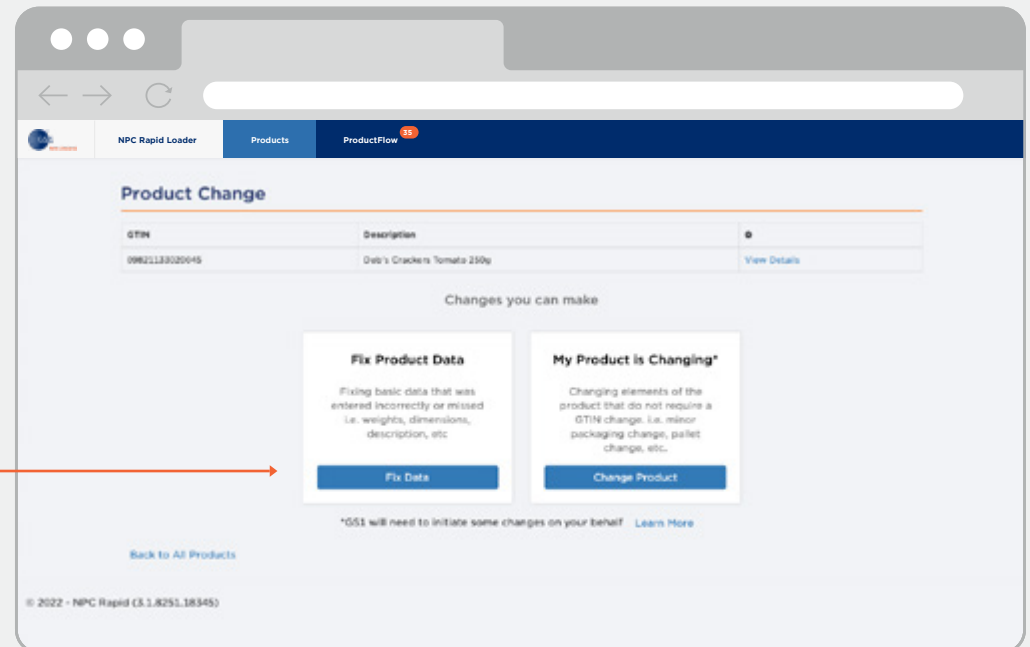 NPC Rapid Loader
Products
ProductFlow
35
Product Change
GTIN
Description
09821133020045
Deb's Crackers Tomato 250g
View Details
Changes you can make
Fix Product Data
Fixing basic data that was
entered incorrectly or missed
i.e. weights, dimensions,
description, etc
Fix Data
My Product is Changing*
Changing elements of the
product that do not require a
GTIN change. i.e. minor
packaging change, pallet
change, etc.
Change Product
*GS1 will need to initiate some changes on your behalf Learn More
Back to All Products
© 2022 - NPC Rapid (3.1.8251.18345)